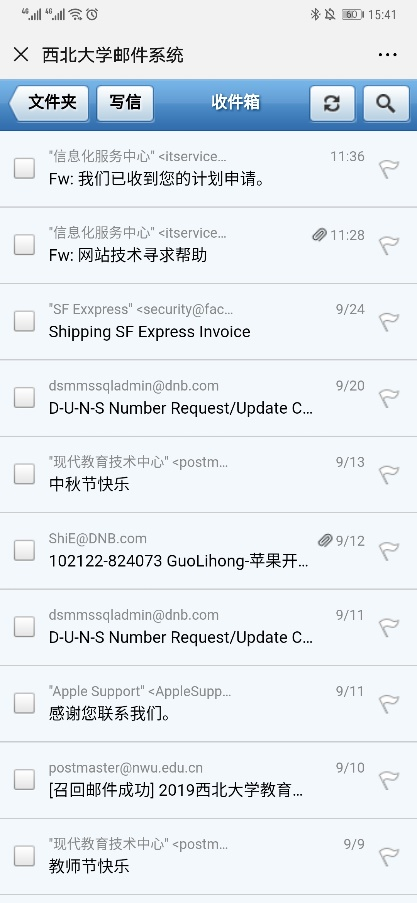 4G 4G 60 15:41
西北大学邮件系统
文件夹 写信 收件箱
"信息化服务中心" <itservice... 11:36
Fw: 我们已收到您的计划申请。
"信息化服务中心" <itservice... 11:28
Fw: 网站技术寻求帮助
"SF Exxpress" <security@fac... 9/24
Shipping SF Express Invoice
dsmmssqladmin@dnb.com 9/20
D-U-N-S Number Request/Update C...
"现代教育技术中心" <postm... 9/13
中秋节快乐
ShiE@DNB.com 9/12
102122-824073 GuoLihong-苹果开...
dsmmssqladmin@dnb.com 9/11
D-U-N-S Number Request/Update C...
"Apple Support" <AppleSupp... 9/11
感谢您联系我们。
postmaster@nwu.edu.cn 9/10
[召回邮件成功] 2019西北大学教育...
"现代教育技术中心" <postm... 9/9
教师节快乐